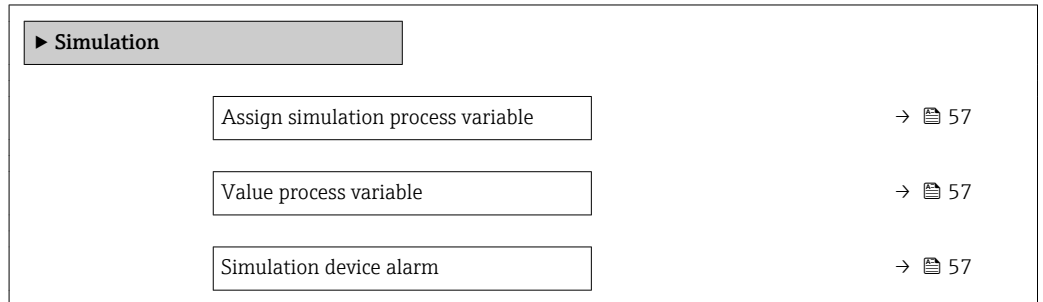 ▶ Simulation
Assign simulation process variable → 57
Value process variable → 57
Simulation device alarm → 57